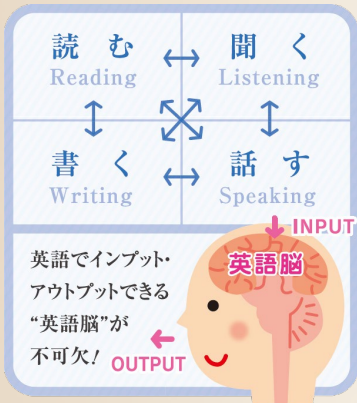 読む
Reading
聞く
Listening
書く
Writing
話す
Speaking
INPUT
英語脳
英語でインプット・
アウトプットできる
“英語脳”が
不可欠!
OUTPUT